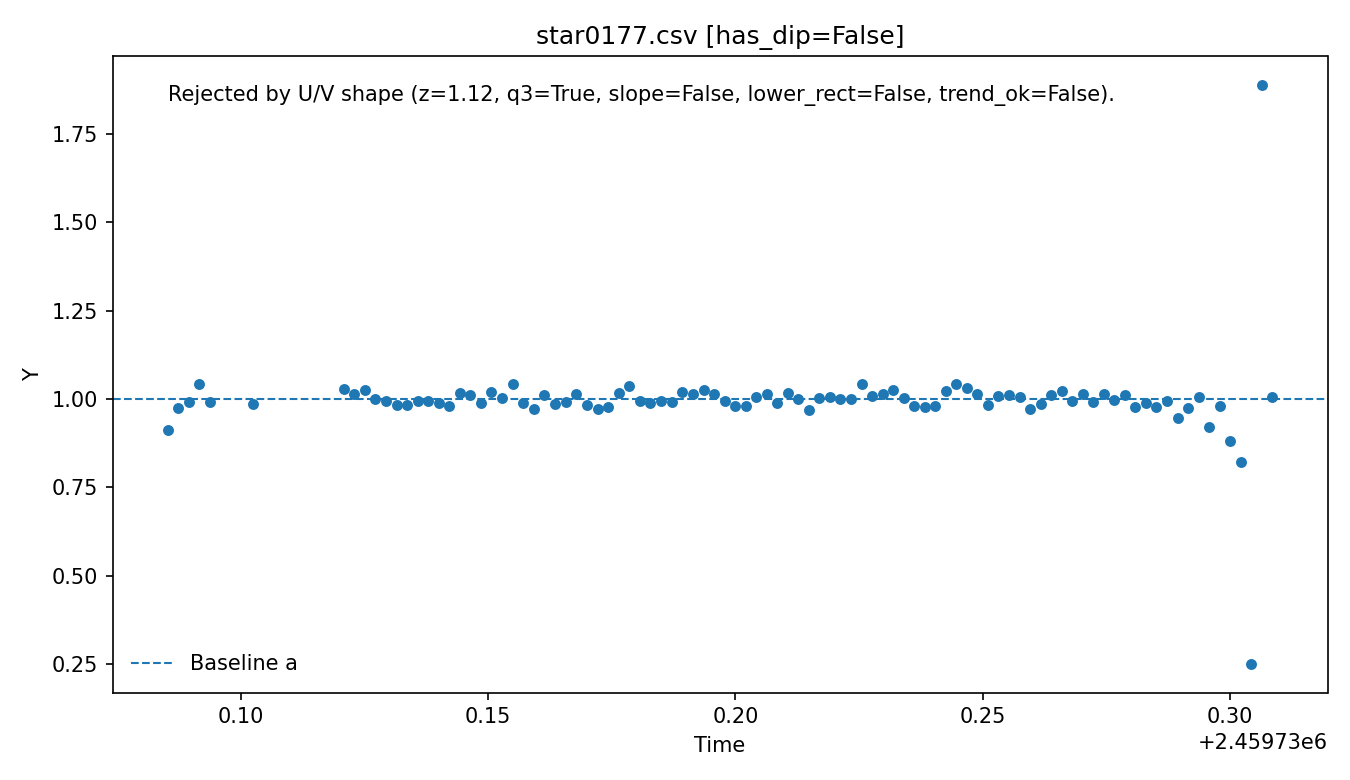 star0177.csv [has_dip=False]
Rejected by U/V shape (z=1.12, q3=True, slope=False, lower_rect=False, trend_ok=False).
1.75
1.50
1.25
1.00
0.75
0.50
0.25
Y
Baseline a
0.10
0.15
0.20
0.25
0.30
+2.45973e6
Time